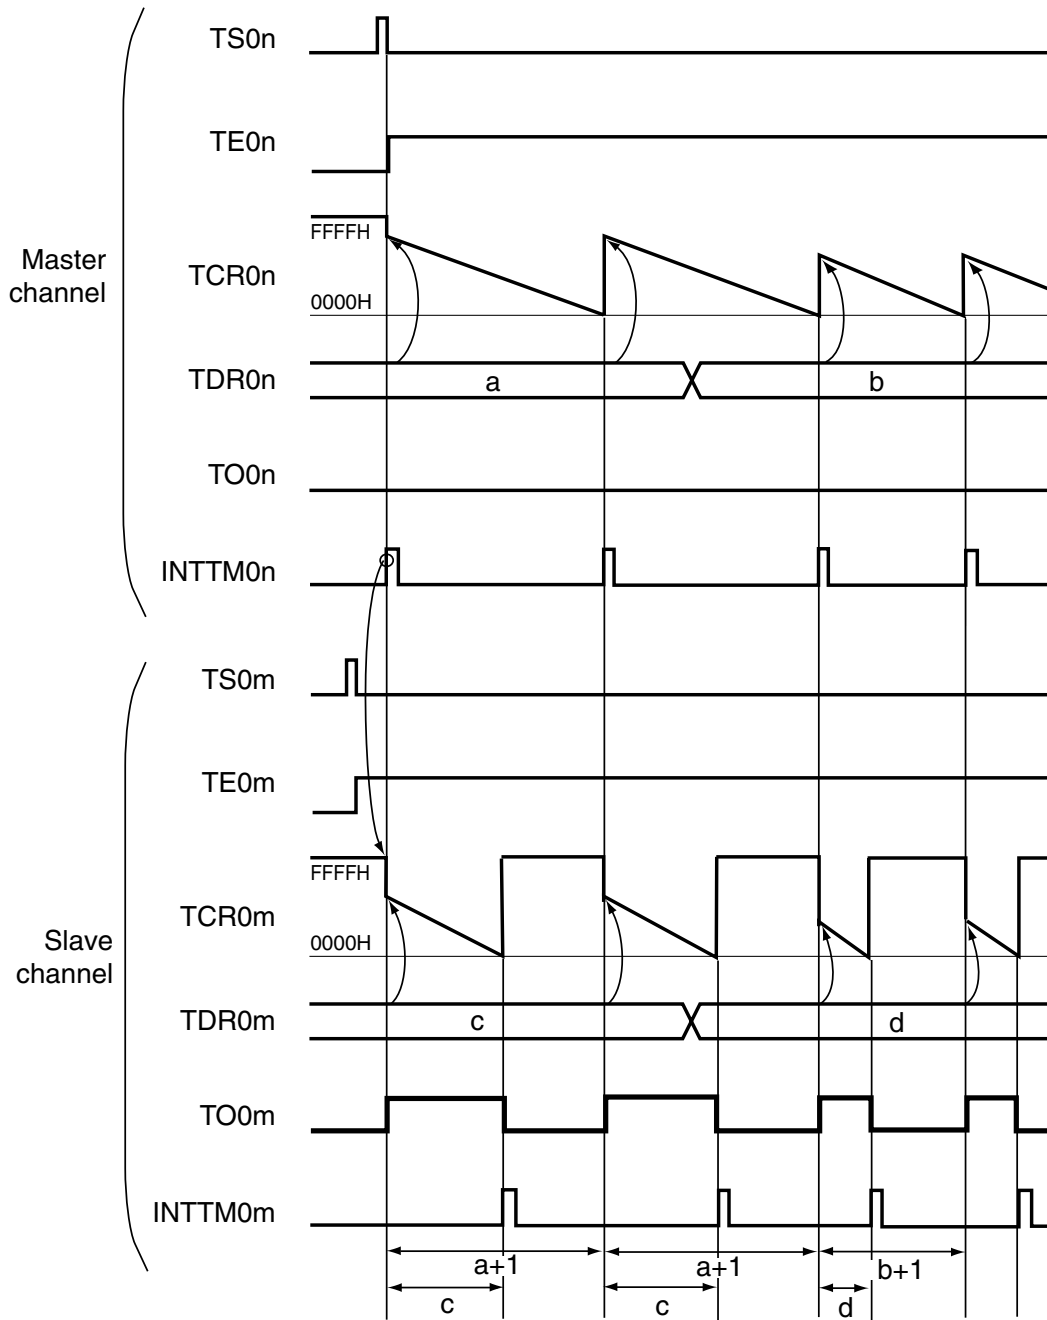 TS0n
TE0n
FFFFH
Master channel
TCR0n
0000H
TDR0n
a
b
TO0n
INTTM0n
TS0m
TE0m
FFFFH
TCR0m
0000H
Slave channel
TDR0m
c
d
TO0m
INTTM0m
a+1
a+1
b+1
c
c
d